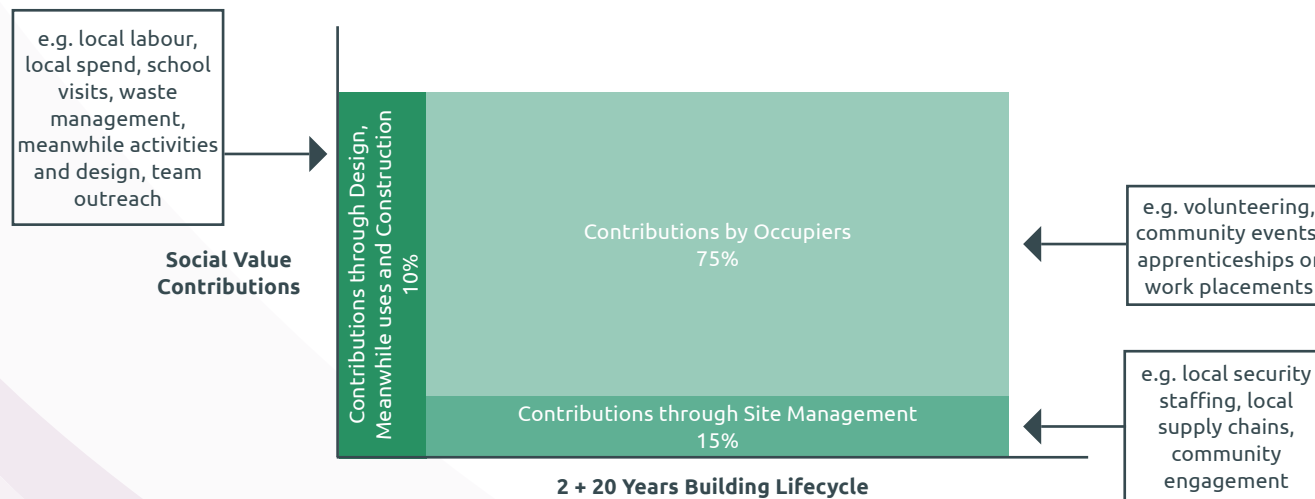 e.g. local labour,
local spend, school
visits, waste
management,
meanwhile activities
and design, team
outreach
Social Value
Contributions
Contributions through Design,
Meanwhile uses and Construction
10%
Contributions by Occupiers
75%
Contributions through Site Management
15%
e.g. volunteering,
community events
apprenticeships or
work placements
e.g. local security
staffing, local
supply chains,
community
engagement
2 + 20 Years Building Lifecycle